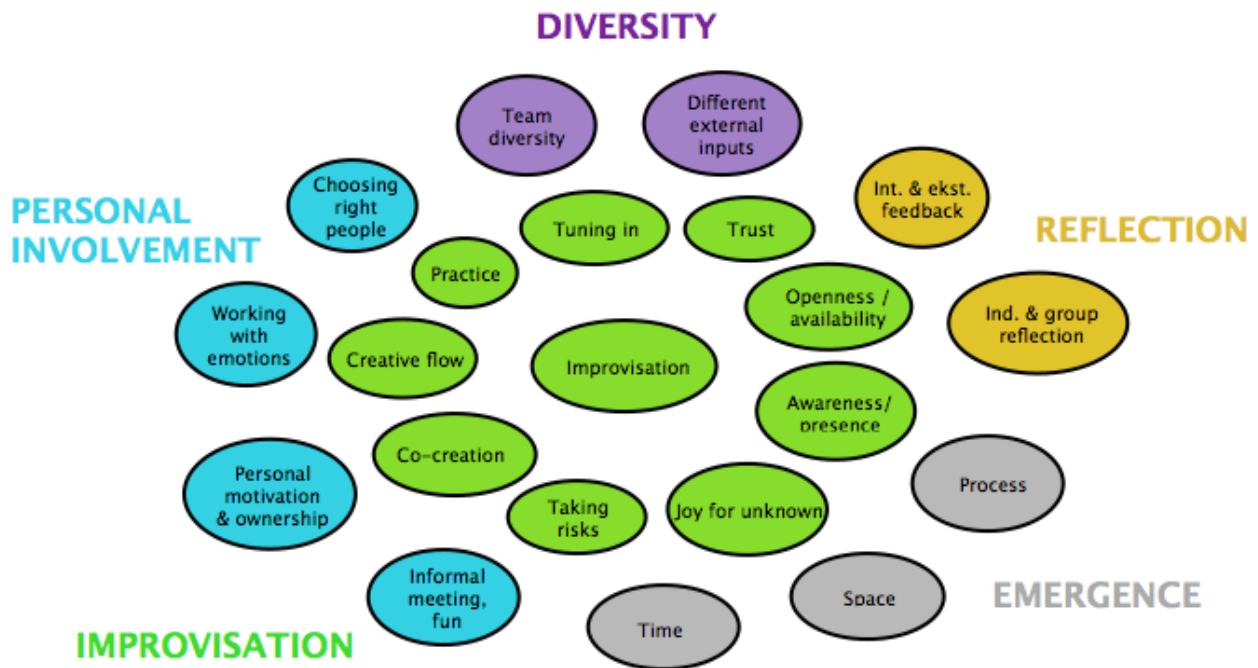 DIVERSITY
Team
diversity
Different
external
inputs
Choosing
right
people
Int. & ekst.
feedback
PERSONAL
INVOLVEMENT
REFLECTION
Tuning in
Trust
Practice
Openness /
availability
Working
with
emotions
Ind. & group
reflection
Creative flow
Improvisation
Awareness/
presence
Co-creation
Personal
motivation
& ownership
Process
Taking
risks
Joy for unknown
Informal
meeting,
fun
Space
EMERGENCE
Time
IMPROVISATION